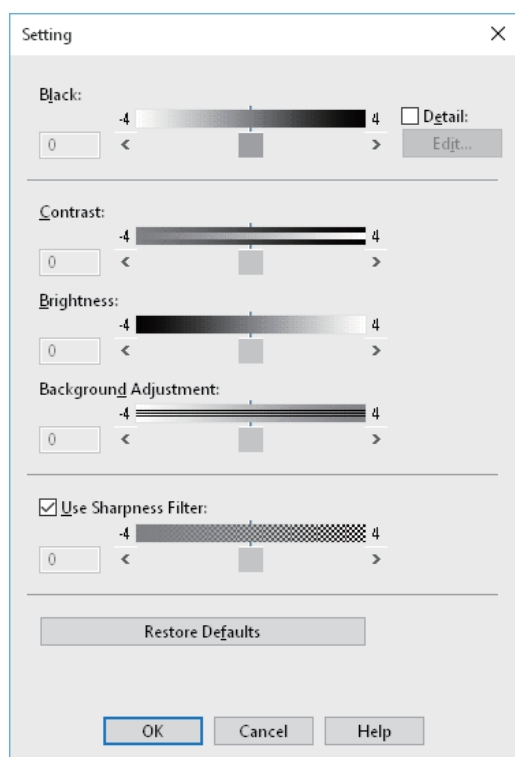 Setting
Black:
-4 4 Detail:
0 Edit...
Contrast:
-4 4
0
Brightness:
-4 4
0
Background Adjustment:
-4 4
0
Use Sharpness Filter:
-4 4
0
Restore Defaults
OK Cancel Help